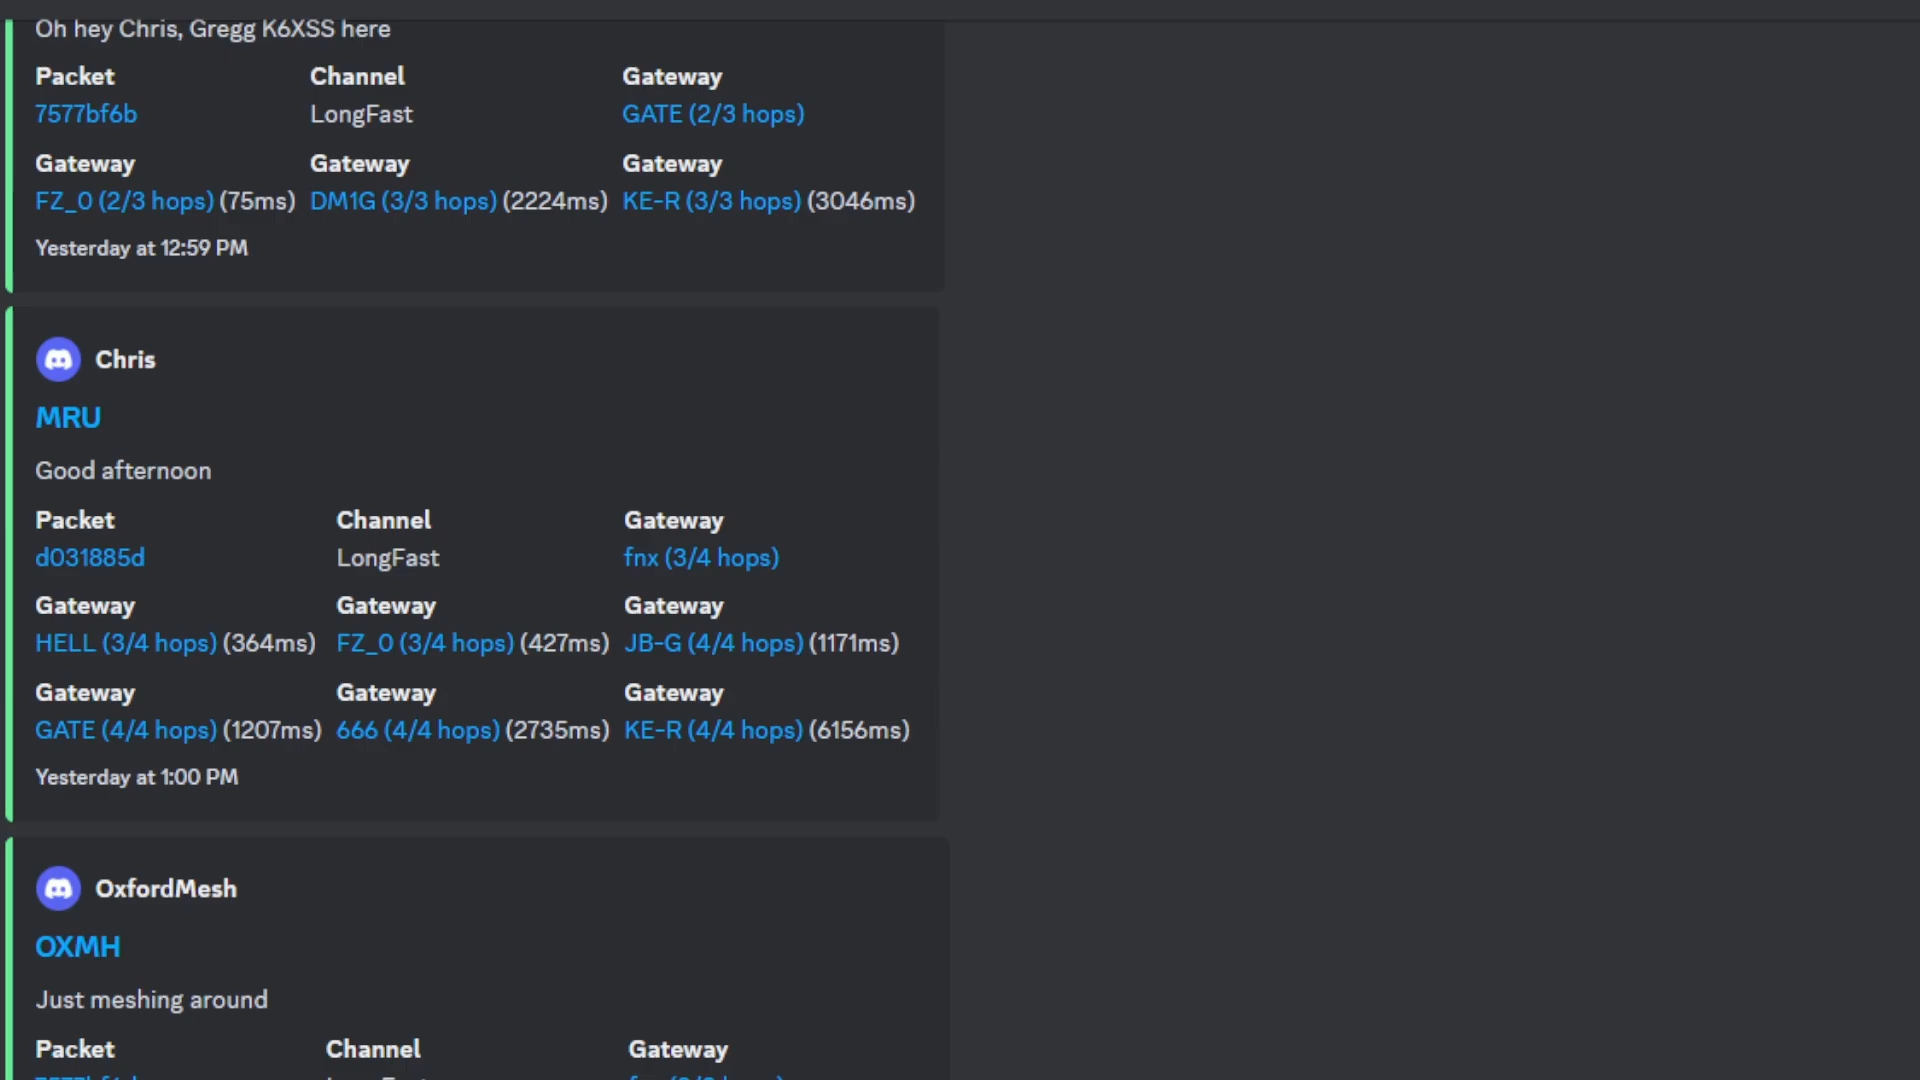 Oh hey Chris, Gregg K6XSS here
Packet Channel Gateway
7577bf6b LongFast GATE (2/3 hops)
Gateway Gateway Gateway
FZ_0 (2/3 hops) (75ms) DM1G (3/3 hops) (2224ms) KE-R (3/3 hops) (3046ms)
Yesterday at 12:59 PM
Chris
MRU
Good afternoon
Packet Channel Gateway
d031885d LongFast fnx (3/4 hops)
Gateway Gateway Gateway
HELL (3/4 hops) (364ms) FZ_0 (3/4 hops) (427ms) JB-G (4/4 hops) (1171ms)
Gateway Gateway Gateway
GATE (4/4 hops) (1207ms) 666 (4/4 hops) (2735ms) KE-R (4/4 hops) (6156ms)
Yesterday at 1:00 PM
OxfordMesh
OXMH
Just meshing around
Packet Channel Gateway